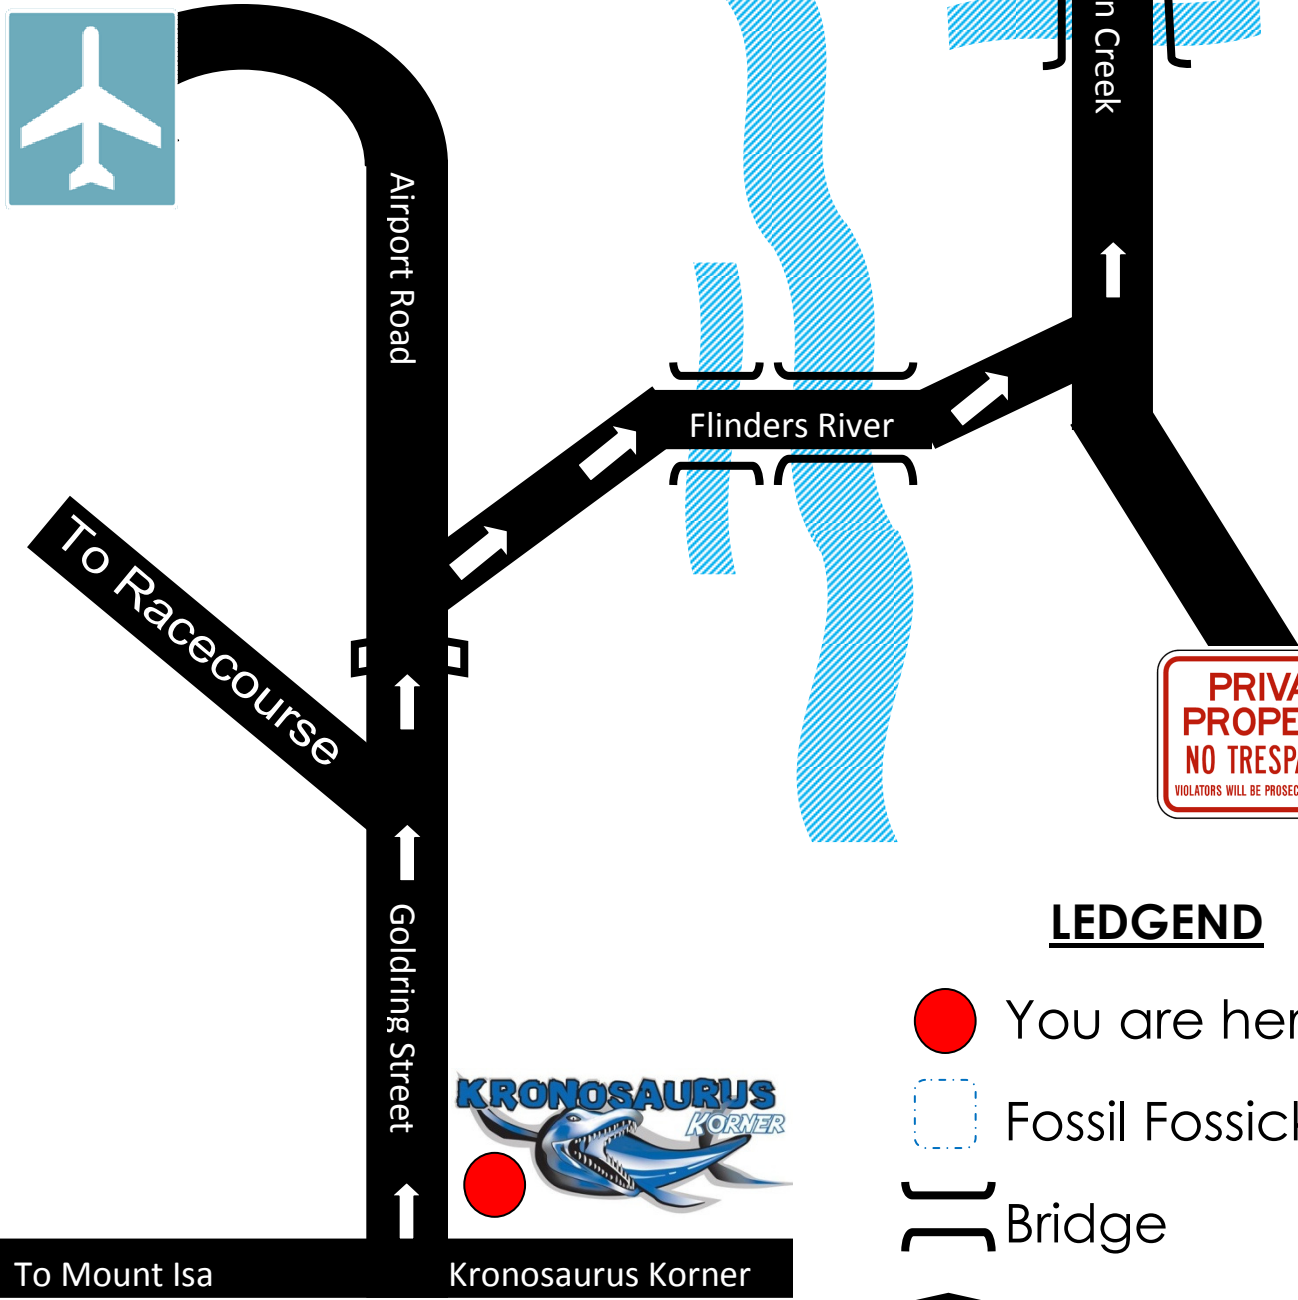 n Creek
Airport Road
Flinders River
To Racecourse
PRIVA
PROPE
NO TRESPA
VIOLATORS WILL BE PROSEC
Goldring Street
LEDGEND
You are her
Fossil Fossick
Bridge
KRONOSAURUS
KORNER
To Mount Isa
Kronosaurus Korner